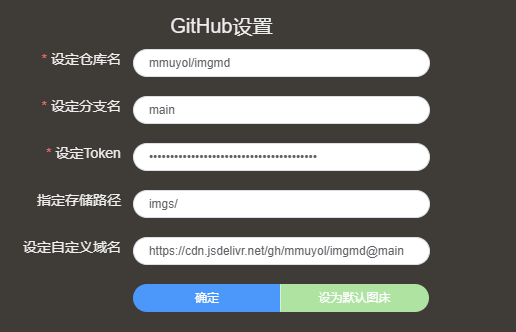 GitHub设置
* 设定仓库名 mmuyol/imgmd
* 设定分支名 main
* 设定Token ••••••••••••••••••••••••••••••••••••••••
指定存储路径 imgs/
设定自定义域名 https://cdn.jsdelivr.net/gh/mmuyol/imgmd@main
确定 设为默认图床